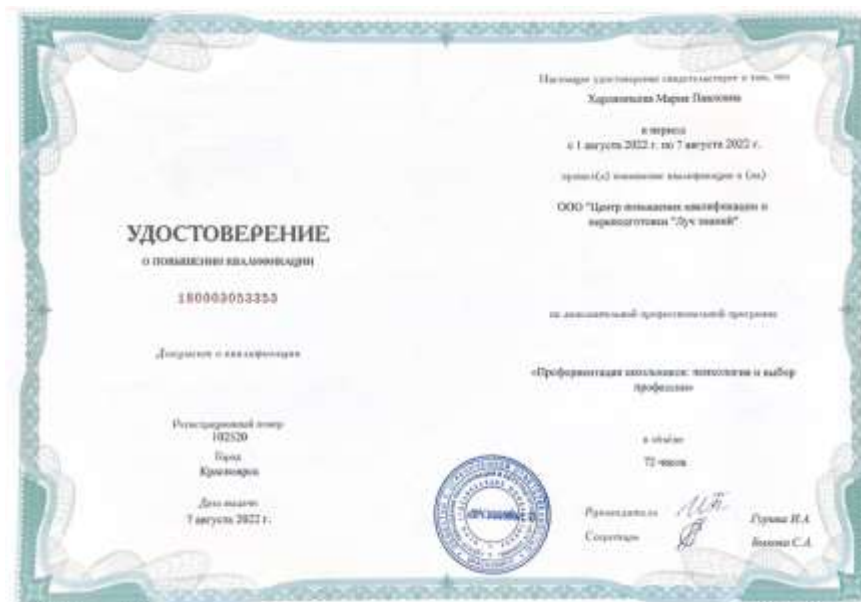 УДОСТОВЕРЕНИЕ
О ПОВЫШЕНИИ КВАЛИФИКАЦИИ
180003053353
Документ о квалификации
Регистрационный номер
102520
Город
Красноярск
Дата выдачи
7 августа 2022 г.
Настоящее удостоверение свидетельствует о том, что
Мария Павловна
в период
с 1 августа 2022 г. по 7 августа 2022 г.
прошел(а) повышение квалификации в (на)
ООО "Центр повышения квалификации и
переподготовки "Луч знаний"
по дополнительной профессиональной программе
«Профориентация школьников: психология и выбор
профессии»
в объёме
72 часов
Руководитель
Секретарь
И.А.
С.А.